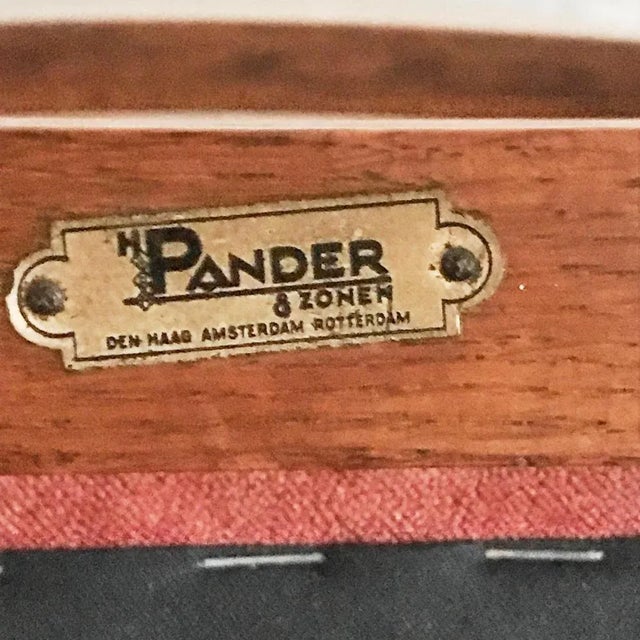 H PANDER
& ZONEN
DEN HAAG AMSTERDAM ROTTERDAM